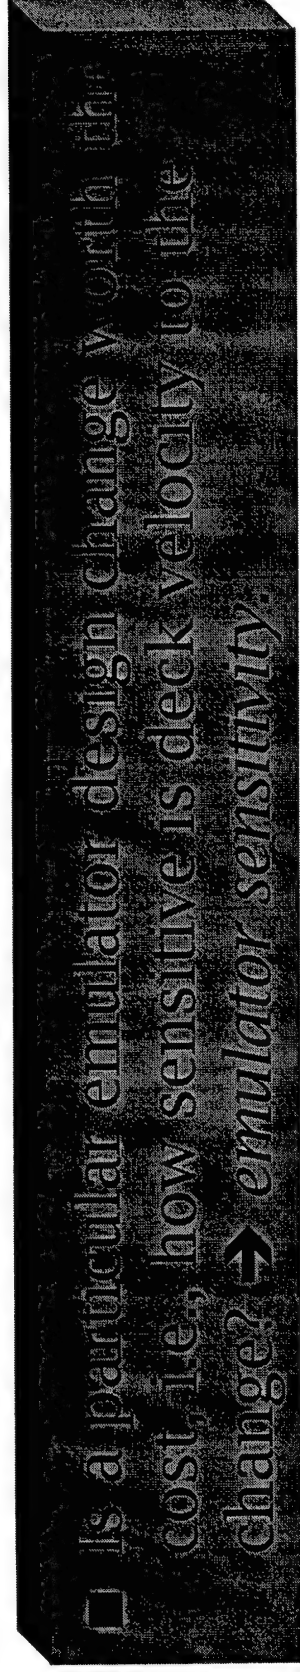 Is a particular emulator design change worth the
cost, i.e., how sensitive is deck velocity to the
change? ➔ emulator sensitivity.